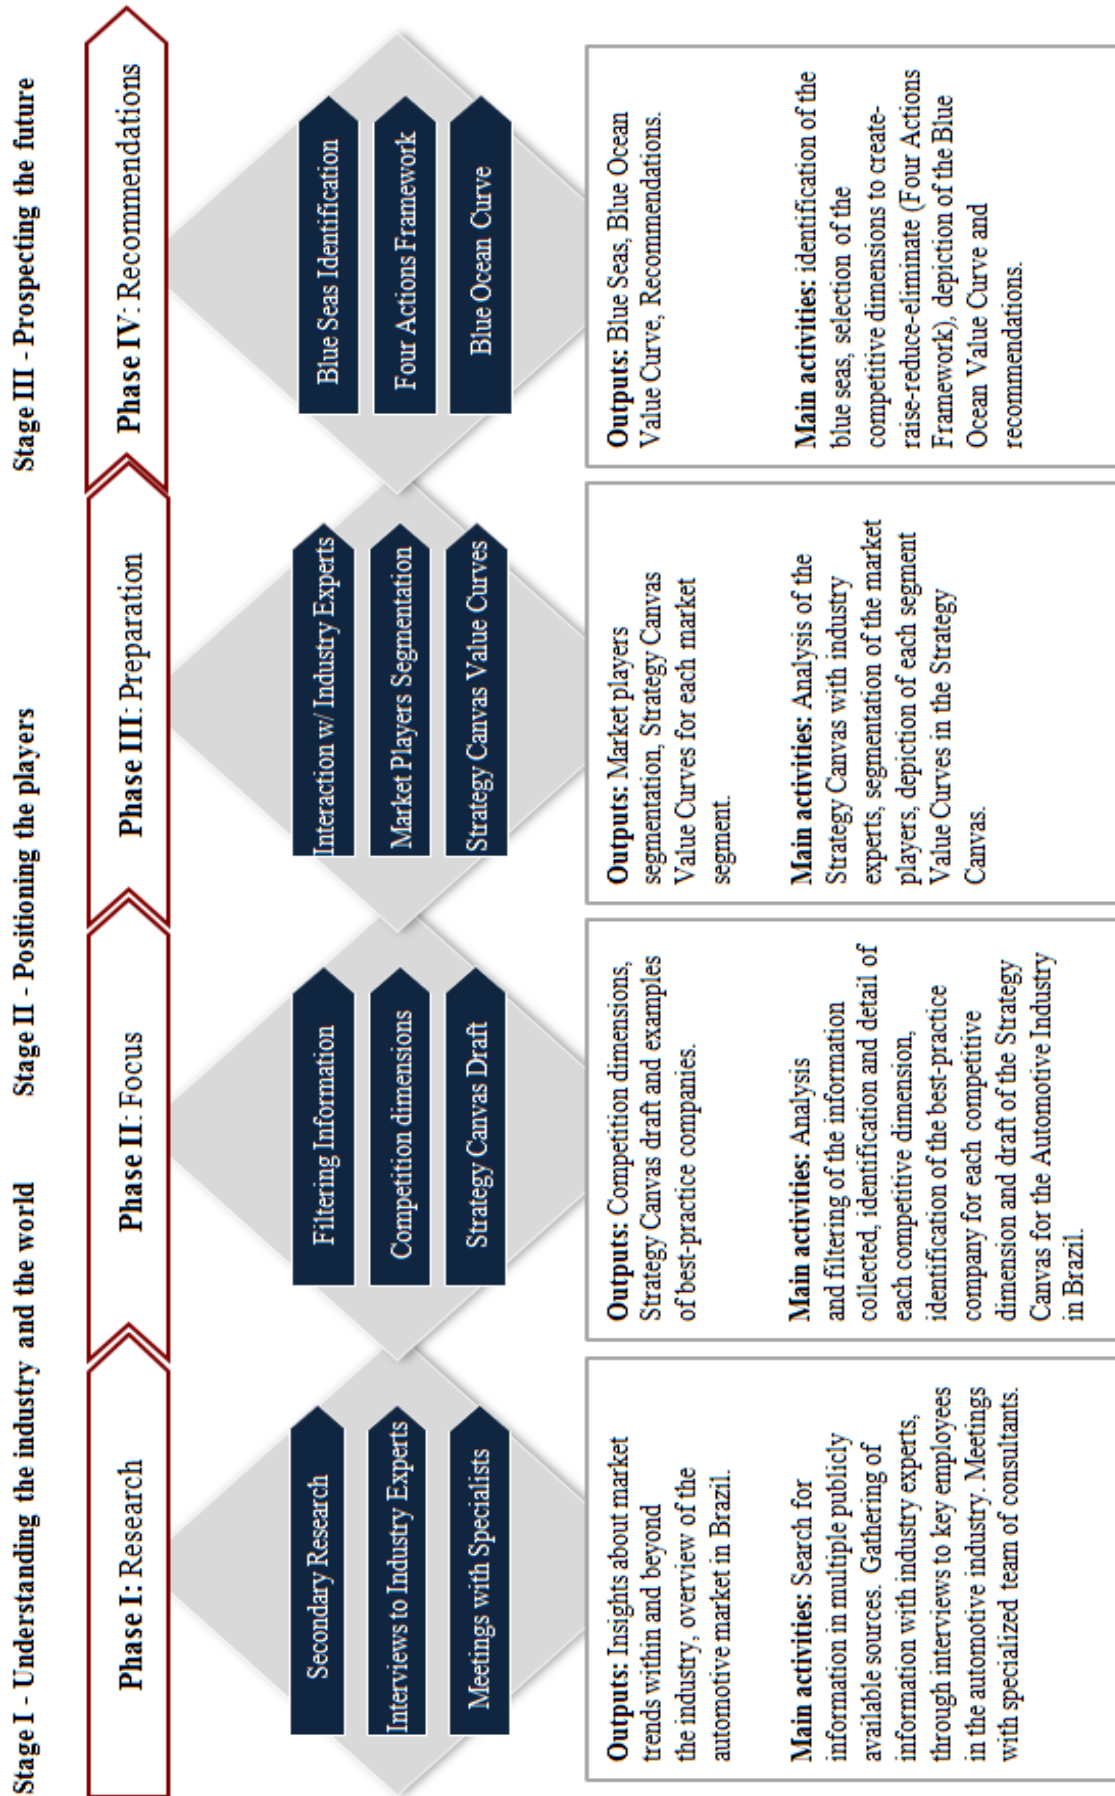 Stage I - Understanding the industry and the world
Stage II - Positioning the players
Stage III - Prospecting the future
Phase I: Research
Phase II: Focus
Phase III: Preparation
Phase IV: Recommendations
Secondary Research
Interviews to Industry Experts
Meetings with Specialists
Filtering Information
Competition dimensions
Strategy Canvas Draft
Interaction w/ Industry Experts
Market Players Segmentation
Strategy Canvas Value Curves
Blue Seas Identification
Four Actions Framework
Blue Ocean Curve
Outputs: Insights about market
trends within and beyond
the industry, overview of the
automotive market in Brazil.
Main activities: Search for
information in multiple publicly
available sources. Gathering of
information with industry experts,
through interviews to key employees
in the automotive industry. Meetings
with specialized team of consultants.
Outputs: Competition dimensions,
Strategy Canvas draft and examples
of best-practice companies.
Main activities: Analysis
and filtering of the information
collected, identification and detail of
each competitive dimension,
identification of the best-practice
company for each competitive
dimension and draft of the Strategy
Canvas for the Automotive Industry
in Brazil.
Outputs: Market players
segmentation, Strategy Canvas
Value Curves for each market
segment.
Main activities: Analysis of the
Strategy Canvas with industry
experts, segmentation of the market
players, depiction of each segment
Value Curves in the Strategy
Canvas.
Outputs: Blue Seas, Blue Ocean
Value Curve, Recommendations.
Main activities: identification of the
blue seas, selection of the
competitive dimensions to create-
raise-reduce-eliminate (Four Actions
Framework), depiction of the Blue
Ocean Value Curve and
recommendations.